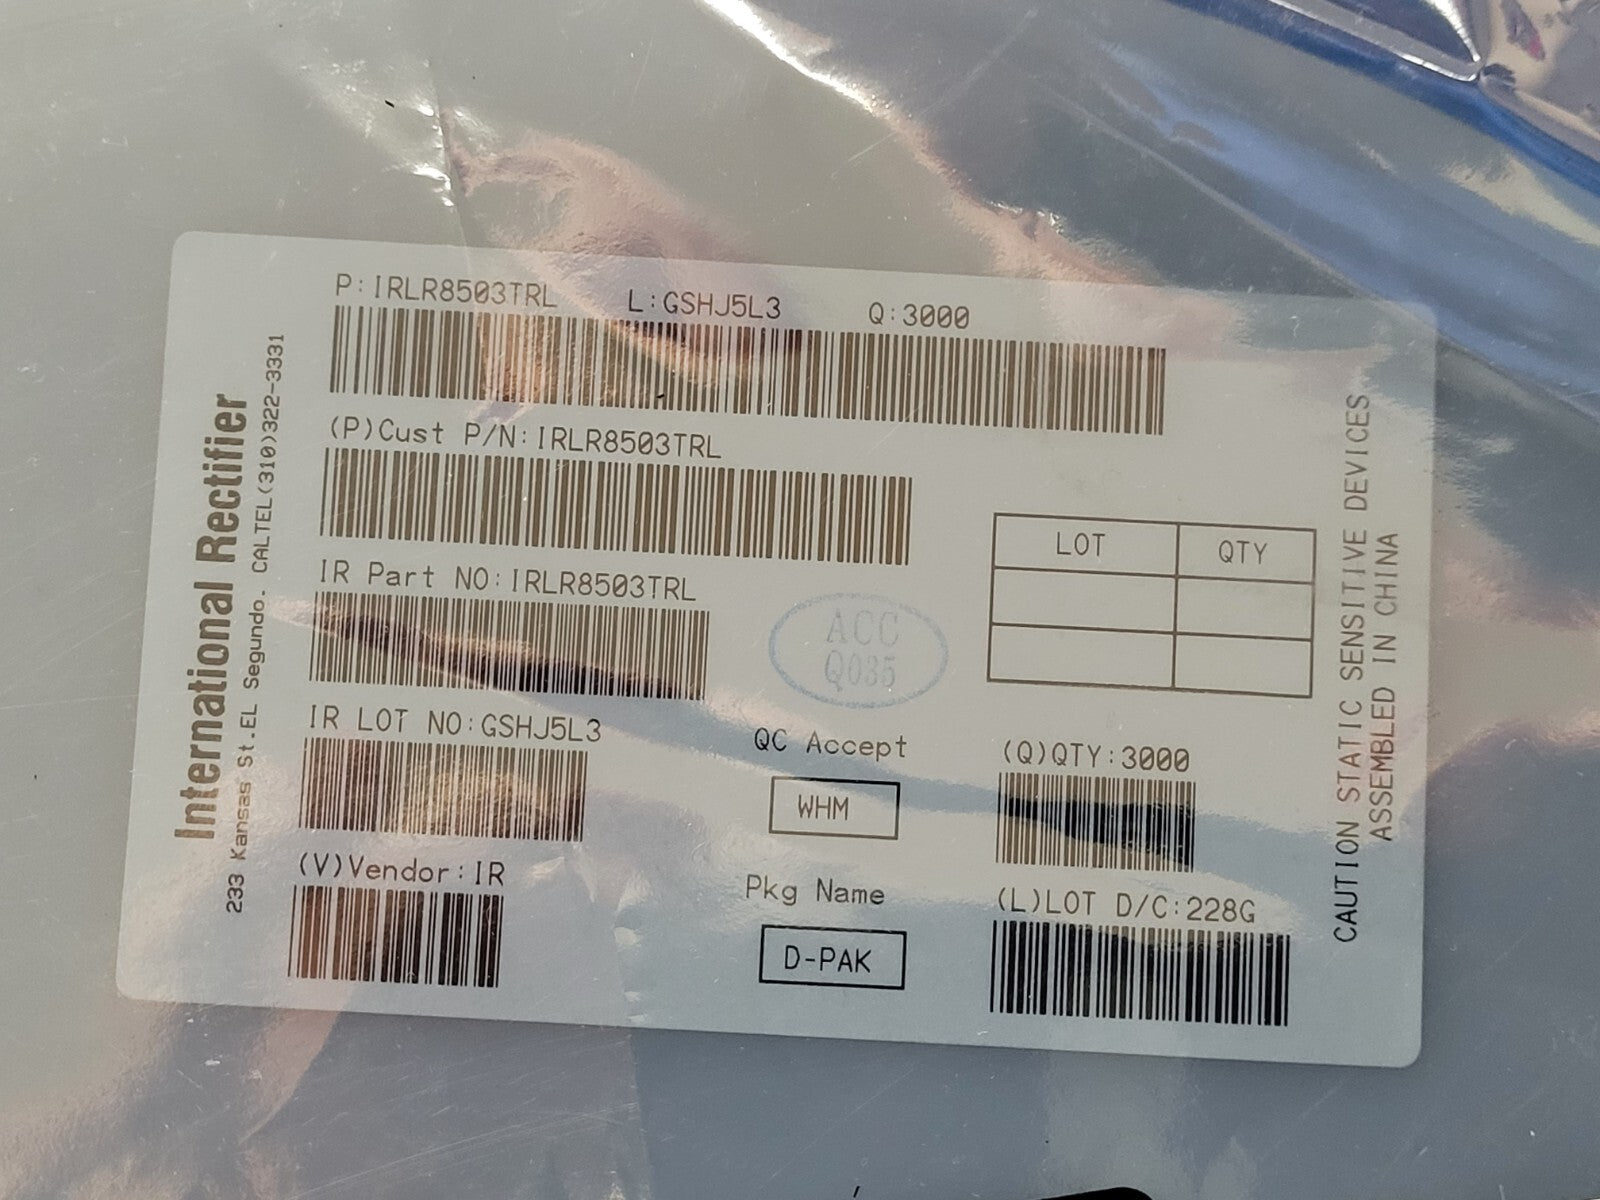 P:IRLR8503TRL L:GSHJ5L3 Q:3000
(P)Cust P/N:IRLR8503TRL
IR Part NO:IRLR8503TRL
IR LOT NO:GSHJ5L3
(V)Vendor:IR
International Rectifier
233 Kansas St.EL Segundo. CALTEL(310)322-3331
ACC
Q035
QC Accept
WHM
Pkg Name
D-PAK
LOT QTY
(Q)QTY:3000
(L)LOT D/C:228G
CAUTION STATIC SENSITIVE DEVICES
ASSEMBLED IN CHINA